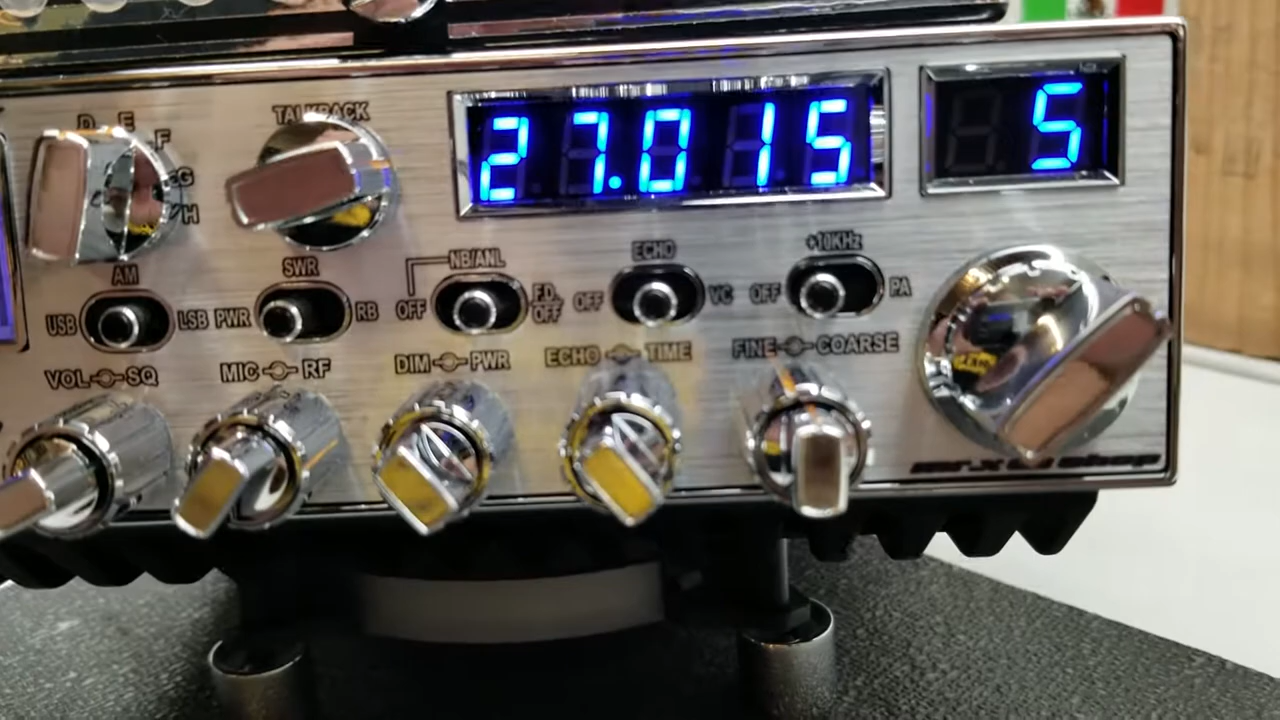 D E F G H
TALKBACK
27.015
5
AM
USB
LSB
SWR
PWR
RB
NB/ANL
OFF
F.D.
OFF
ECHO
OFF
VC
+10KHz
OFF
PA
VOL SQ
MIC RF
DIM PWR
ECHO TIME
FINE COARSE